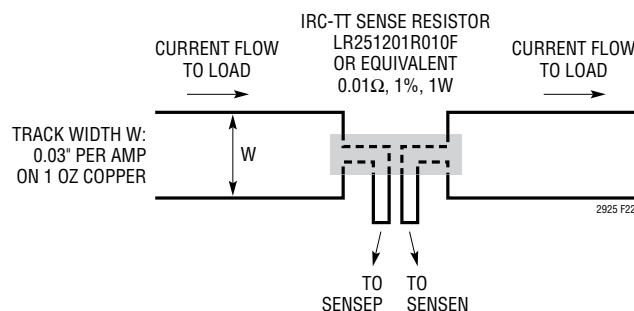 IRC-TT SENSE RESISTOR
LR251201R010F
OR EQUIVALENT
0.01Ω, 1%, 1W
CURRENT FLOW
TO LOAD
CURRENT FLOW
TO LOAD
TRACK WIDTH W:
0.03" PER AMP
ON 1 OZ COPPER
W
2925 F22
TO
SENSEP
TO
SENSEN